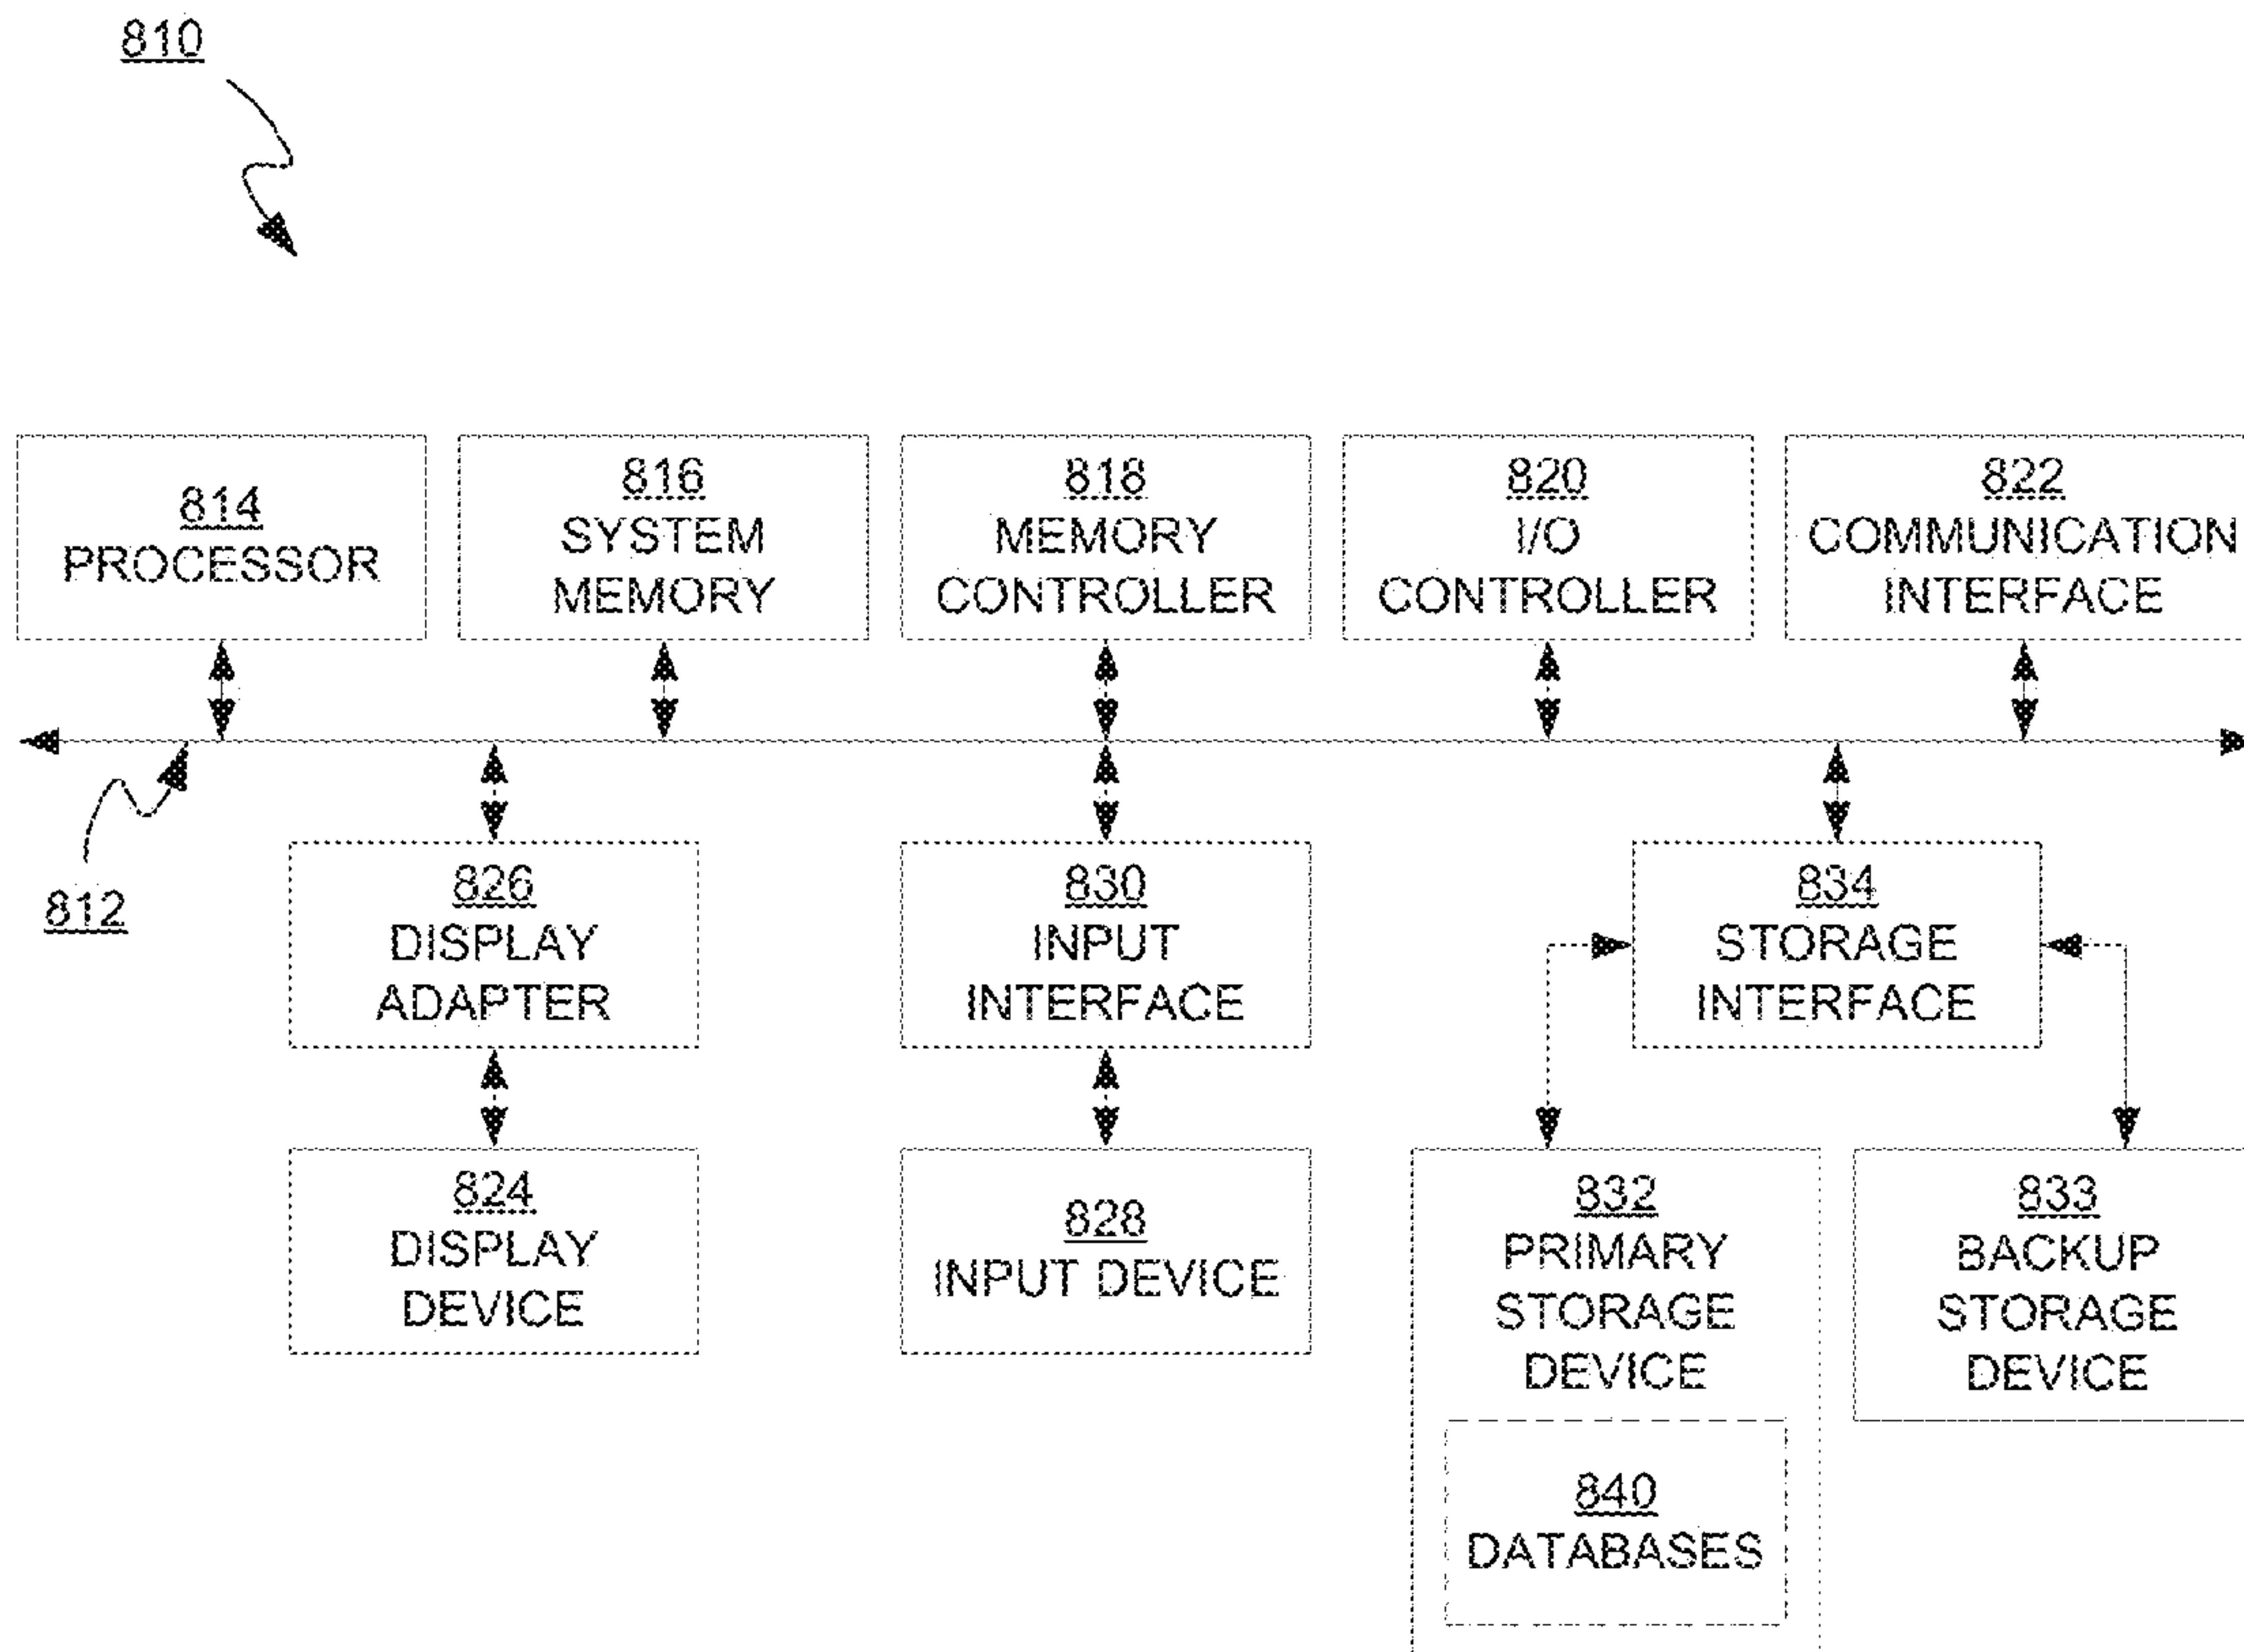 810
814
PROCESSOR
816
SYSTEM
MEMORY
818
MEMORY
CONTROLLER
820
I/O
CONTROLLER
822
COMMUNICATION
INTERFACE
812
826
DISPLAY
ADAPTER
830
INPUT
INTERFACE
834
STORAGE
INTERFACE
824
DISPLAY
DEVICE
828
INPUT DEVICE
832
PRIMARY
STORAGE
DEVICE
833
BACKUP
STORAGE
DEVICE
840
DATABASES